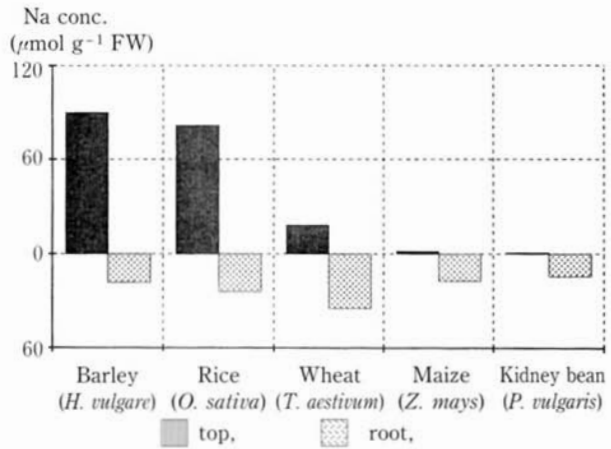 Na conc.
(μmol g⁻¹ FW)
120
60
0
60
Barley Rice Wheat Maize Kidney bean
(H. vulgare) (O. sativa) (T. aestivum) (Z. mays) (P. vulgaris)
top, root,